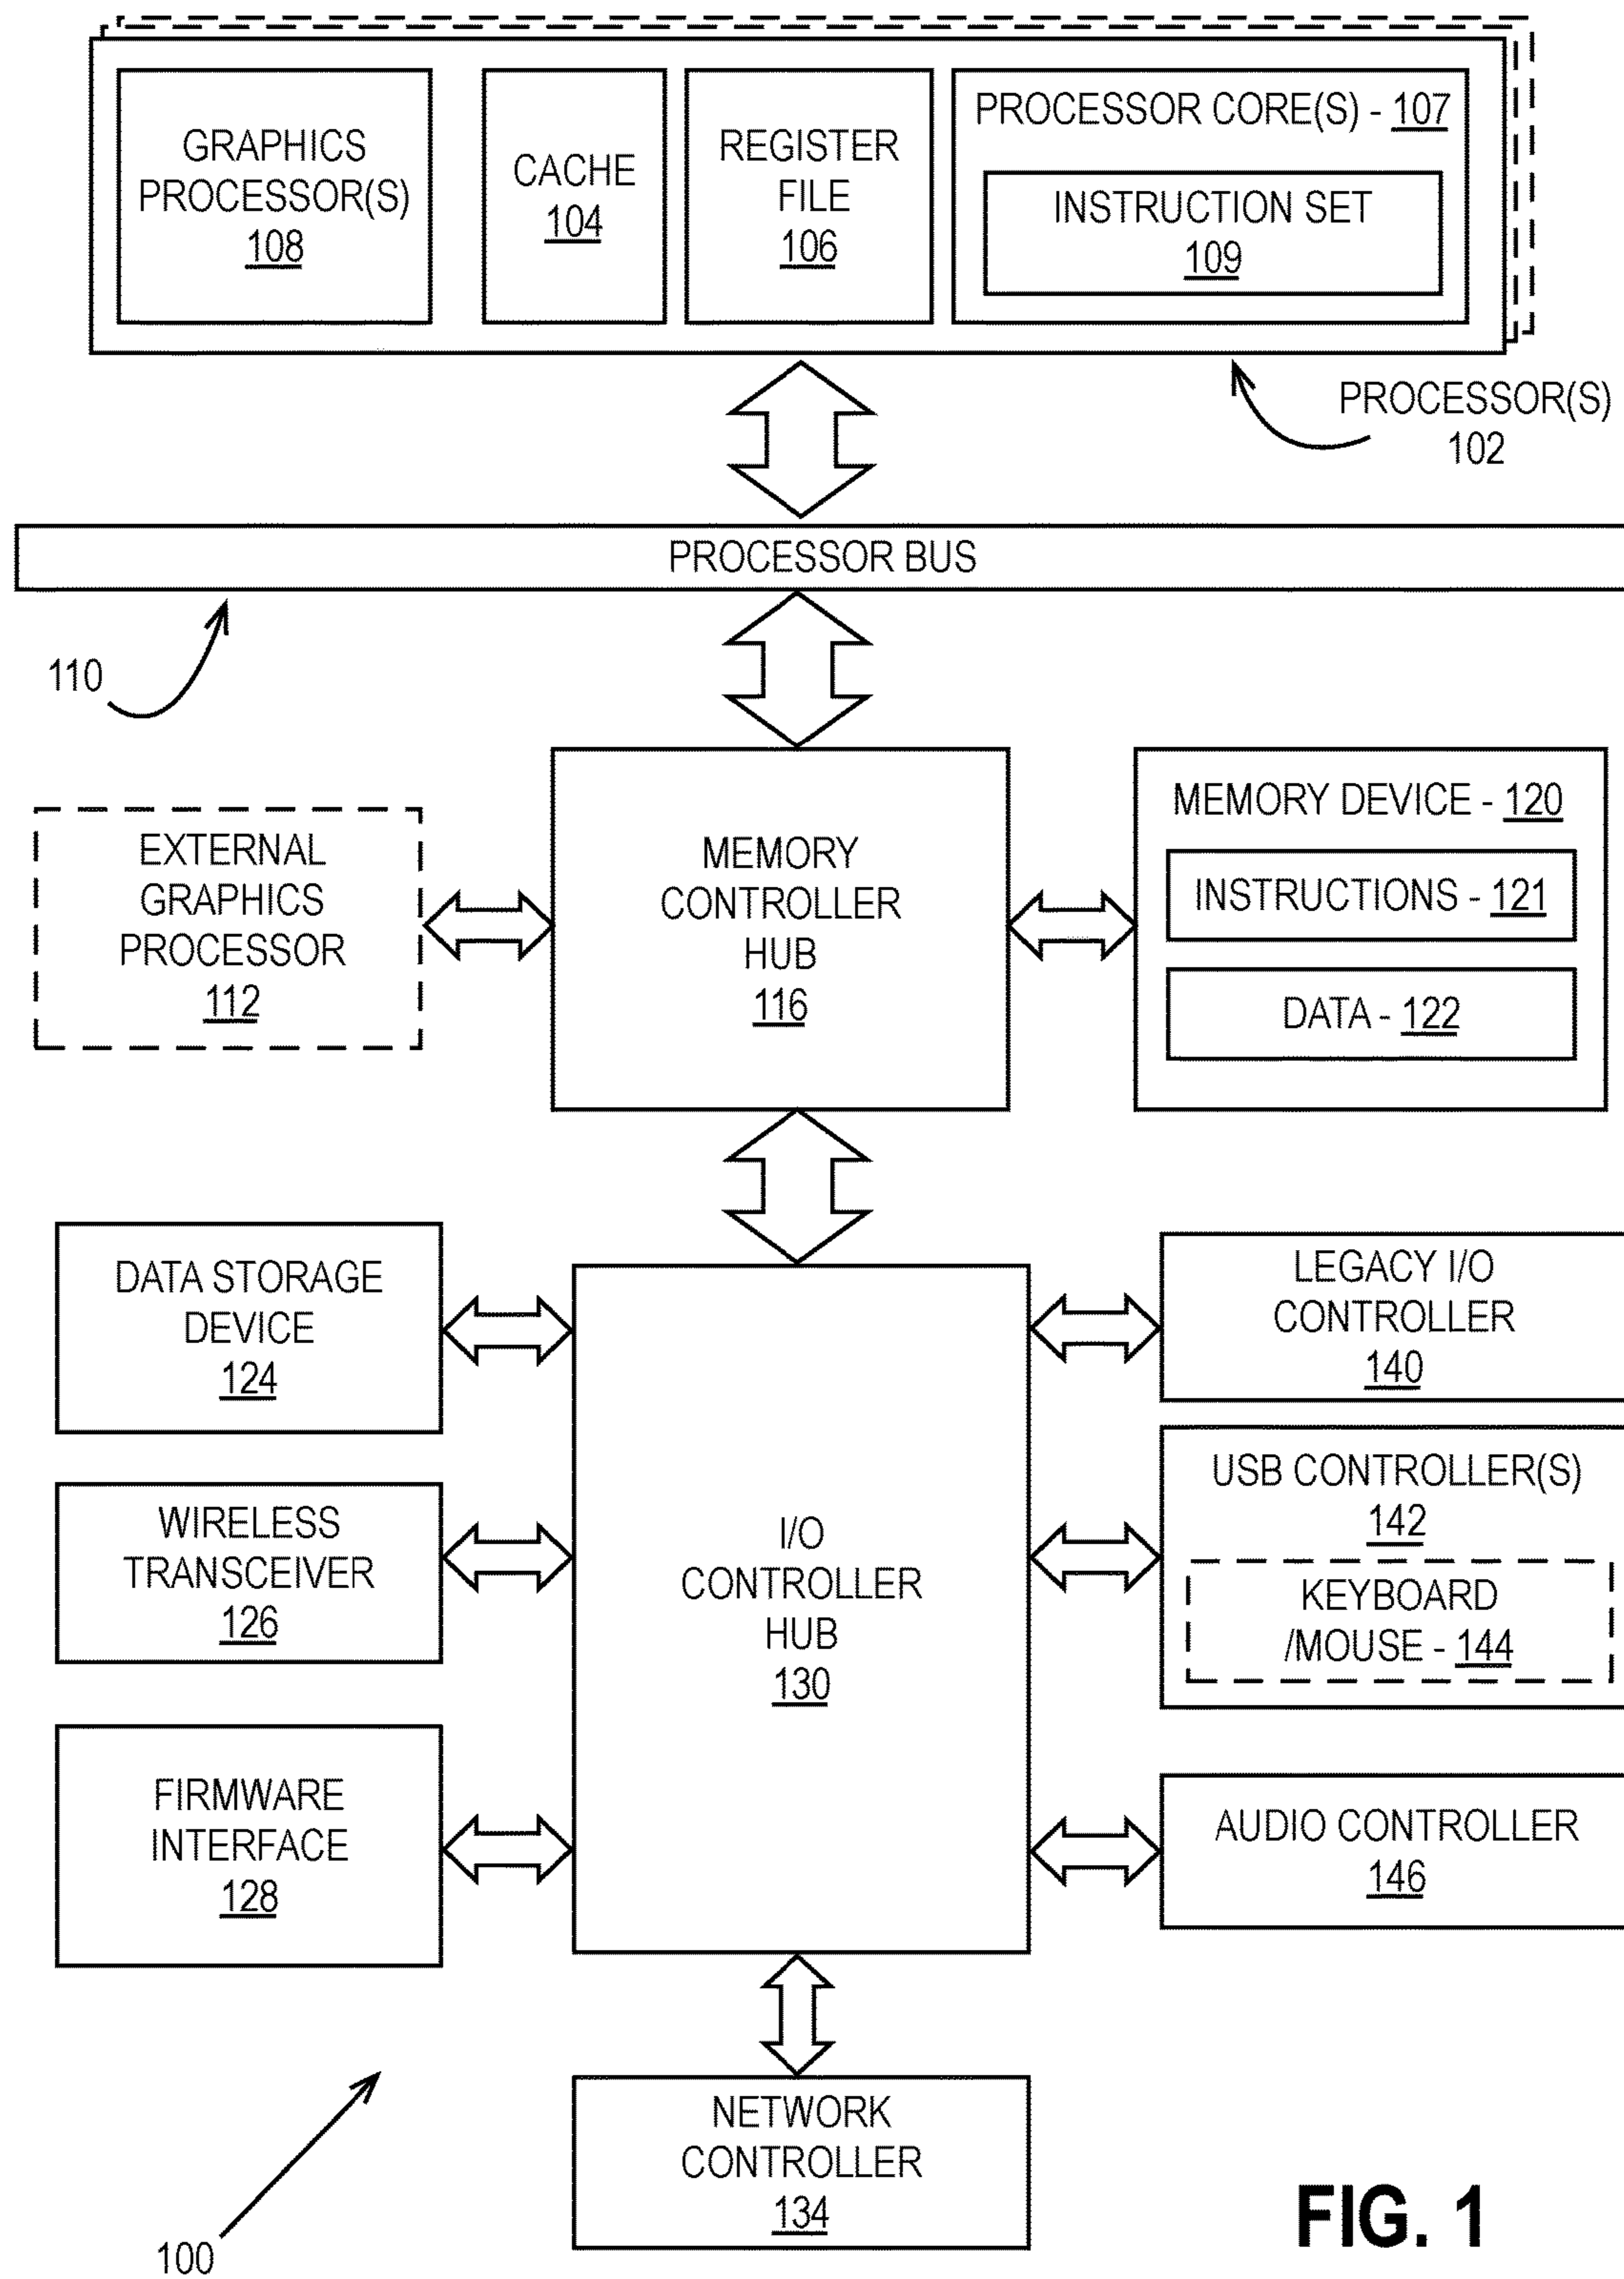 GRAPHICS
PROCESSOR(S)
108
CACHE
104
REGISTER
FILE
106
PROCESSOR CORE(S) - 107
INSTRUCTION SET
109
PROCESSOR(S)
102
PROCESSOR BUS
110
EXTERNAL
GRAPHICS
PROCESSOR
112
MEMORY
CONTROLLER
HUB
116
MEMORY DEVICE - 120
INSTRUCTIONS - 121
DATA - 122
DATA STORAGE
DEVICE
124
WIRELESS
TRANSCEIVER
126
FIRMWARE
INTERFACE
128
I/O
CONTROLLER
HUB
130
LEGACY I/O
CONTROLLER
140
USB CONTROLLER(S)
142
KEYBOARD
/MOUSE - 144
AUDIO CONTROLLER
146
NETWORK
CONTROLLER
134
100
FIG. 1